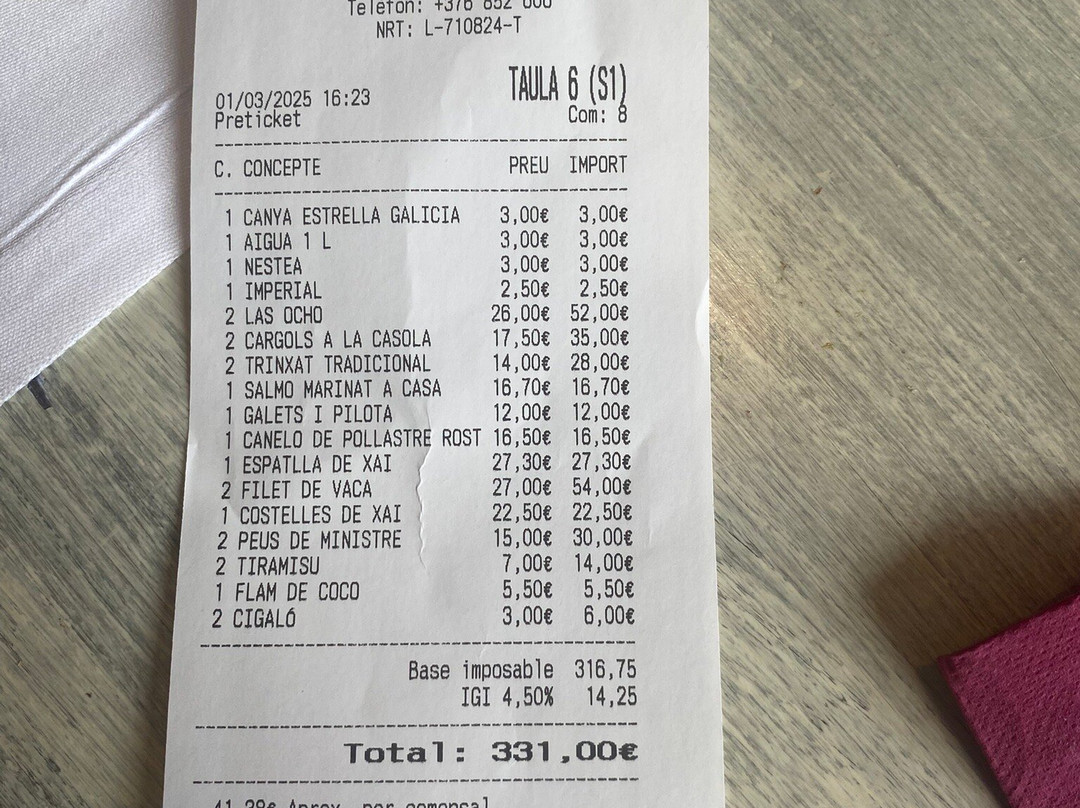 Telefon: +376 852 000
NRT: L-710824-T
TAULA 6 (S1)
01/03/2025 16:23
Preticket Com: 8
C. CONCEPTE PREU IMPORT
1 CANYA ESTRELLA GALICIA 3,00€ 3,00€
1 AIGUA 1 L 3,00€ 3,00€
1 NESTEA 3,00€ 3,00€
1 IMPERIAL 2,50€ 2,50€
2 LAS OCHO 26,00€ 52,00€
2 CARGOLS A LA CASOLA 17,50€ 35,00€
2 TRINXAT TRADICIONAL 14,00€ 28,00€
1 SALMO MARINAT A CASA 16,70€ 16,70€
1 GALETS I PILOTA 12,00€ 12,00€
1 CANELO DE POLLASTRE ROST 16,50€ 16,50€
1 ESPATLLA DE XAI 27,30€ 27,30€
2 FILET DE VACA 27,00€ 54,00€
1 COSTELLES DE XAI 22,50€ 22,50€
2 PEUS DE MINISTRE 15,00€ 30,00€
2 TIRAMISU 7,00€ 14,00€
1 FLAM DE COCO 5,50€ 5,50€
2 CIGALÓ 3,00€ 6,00€
Base imposable 316,75
IGI 4,50% 14,25
Total: 331,00€
Aprox. por comensal